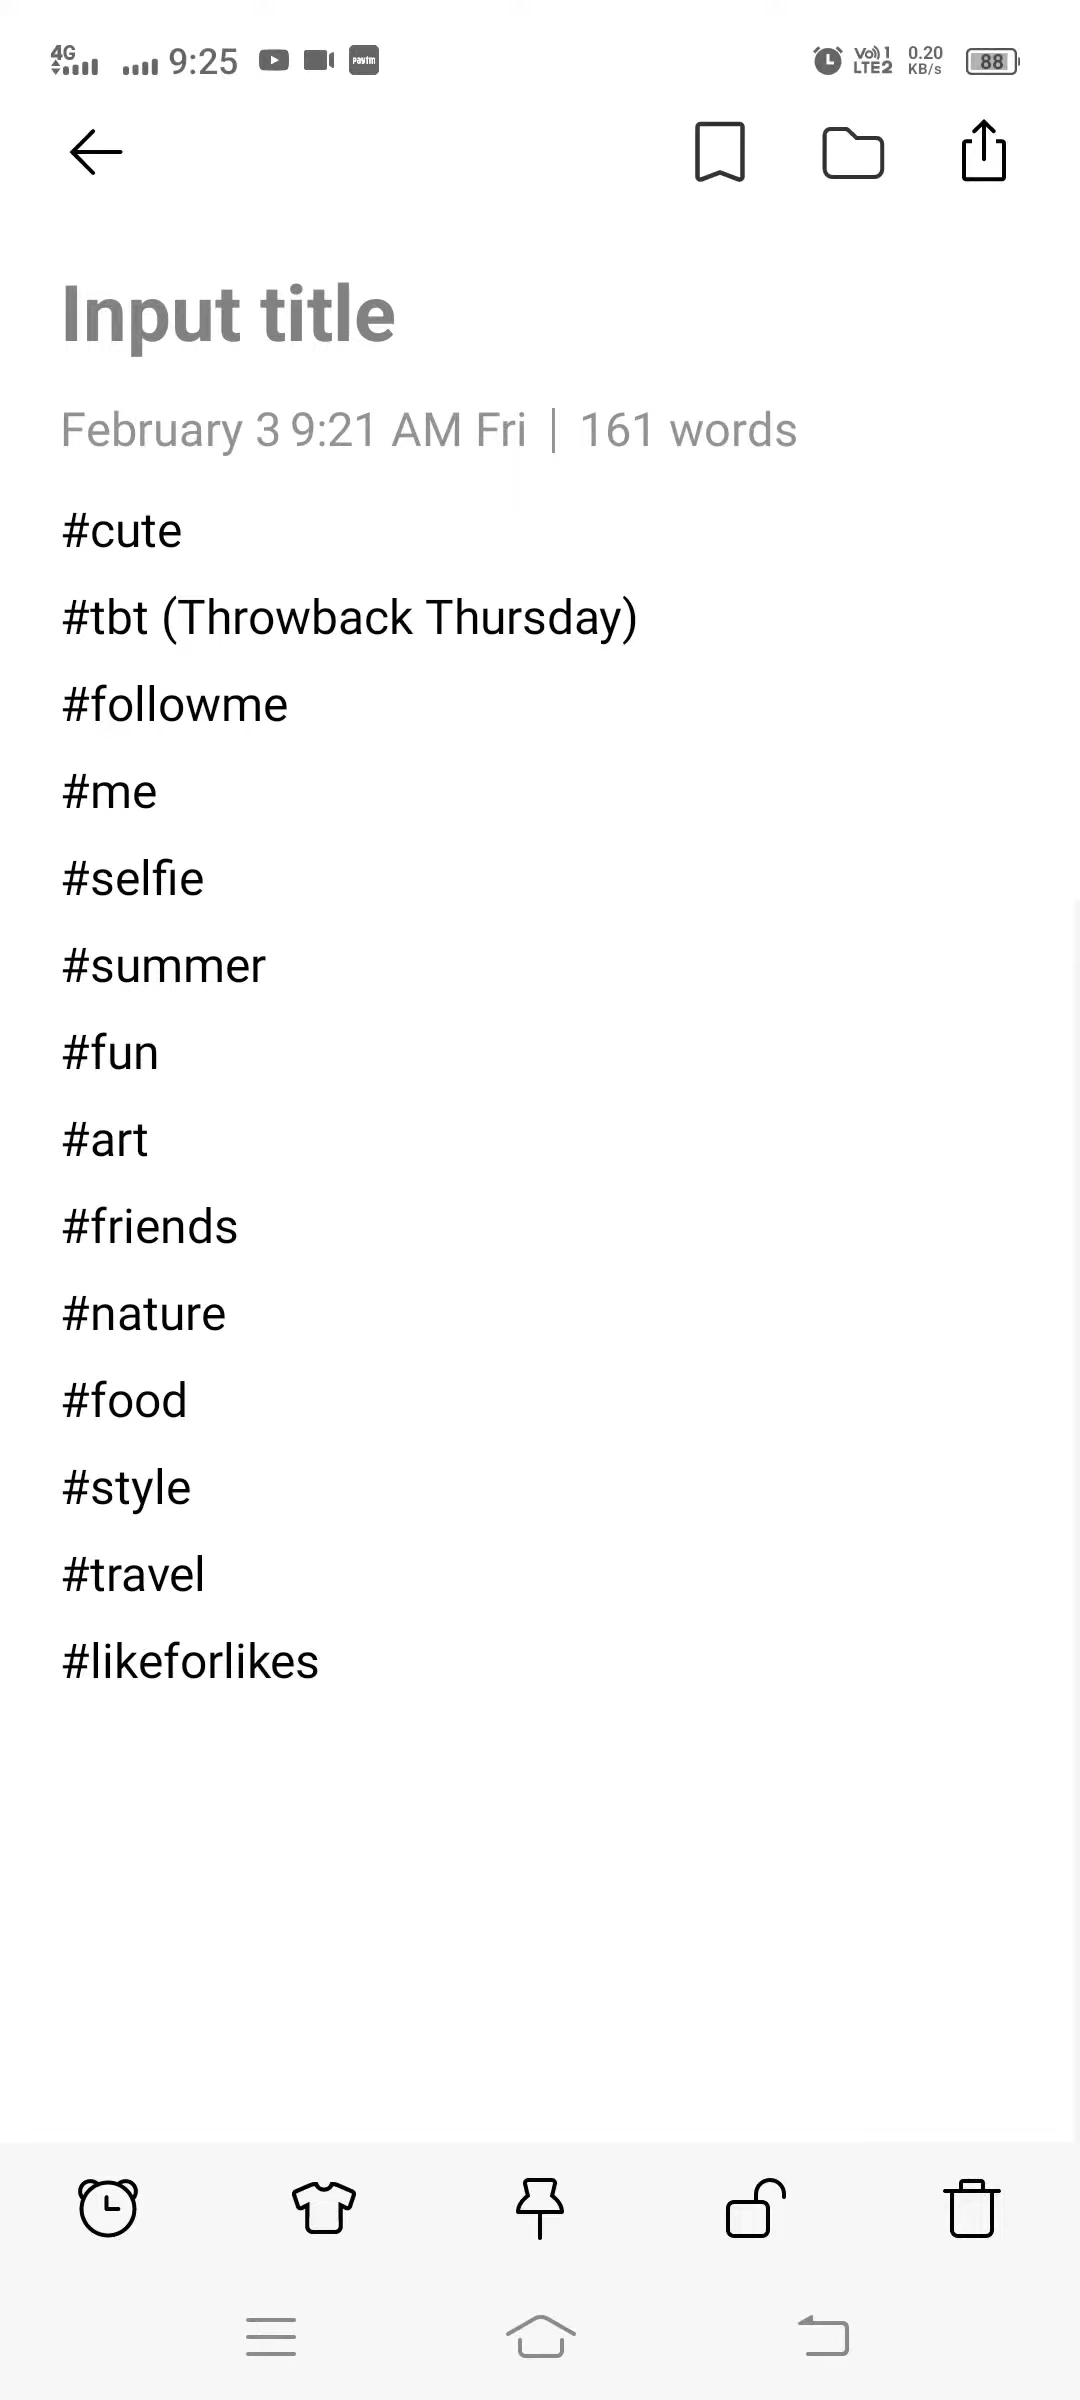 4G 9:25 paytm Vo)) 1 LTE2 0.20 KB/s 88
Input title
February 3 9:21 AM Fri | 161 words
#cute
#tbt (Throwback Thursday)
#followme
#me
#selfie
#summer
#fun
#art
#friends
#nature
#food
#style
#travel
#likeforlikes